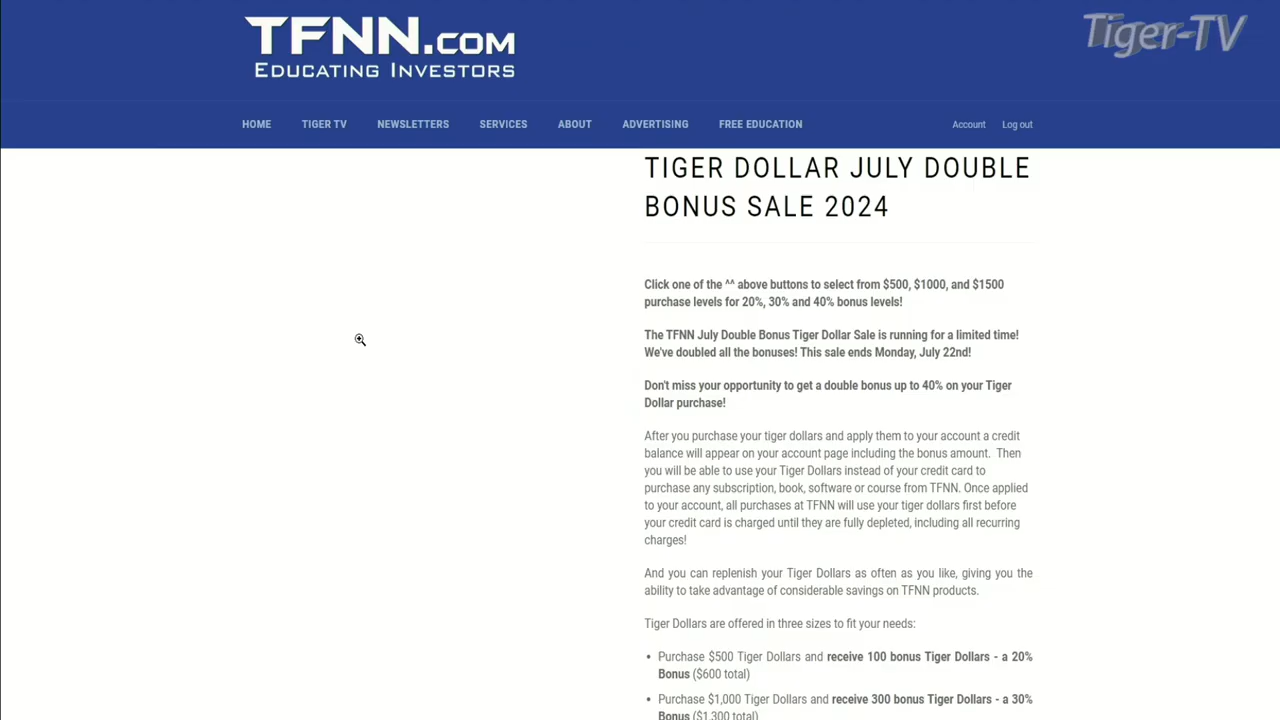 TFNN.COM
EDUCATING INVESTORS
Tiger-TV
HOME TIGER TV NEWSLETTERS SERVICES ABOUT ADVERTISING FREE EDUCATION Account Log out
TIGER DOLLAR JULY DOUBLE
BONUS SALE 2024
Click one of the ^^ above buttons to select from $500, $1000, and $1500
purchase levels for 20%, 30% and 40% bonus levels!
The TFNN July Double Bonus Tiger Dollar Sale is running for a limited time!
We've doubled all the bonuses! This sale ends Monday, July 22nd!
Don't miss your opportunity to get a double bonus up to 40% on your Tiger
Dollar purchase!
After you purchase your tiger dollars and apply them to your account a credit
balance will appear on your account page including the bonus amount. Then
you will be able to use your Tiger Dollars instead of your credit card to
purchase any subscription, book, software or course from TFNN. Once applied
to your account, all purchases at TFNN will use your tiger dollars first before
your credit card is charged until they are fully depleted, including all recurring
charges!
And you can replenish your Tiger Dollars as often as you like, giving you the
ability to take advantage of considerable savings on TFNN products.
Tiger Dollars are offered in three sizes to fit your needs:
• Purchase $500 Tiger Dollars and receive 100 bonus Tiger Dollars - a 20%
Bonus ($600 total)
• Purchase $1,000 Tiger Dollars and receive 300 bonus Tiger Dollars - a 30%
Bonus ($1,300 total)